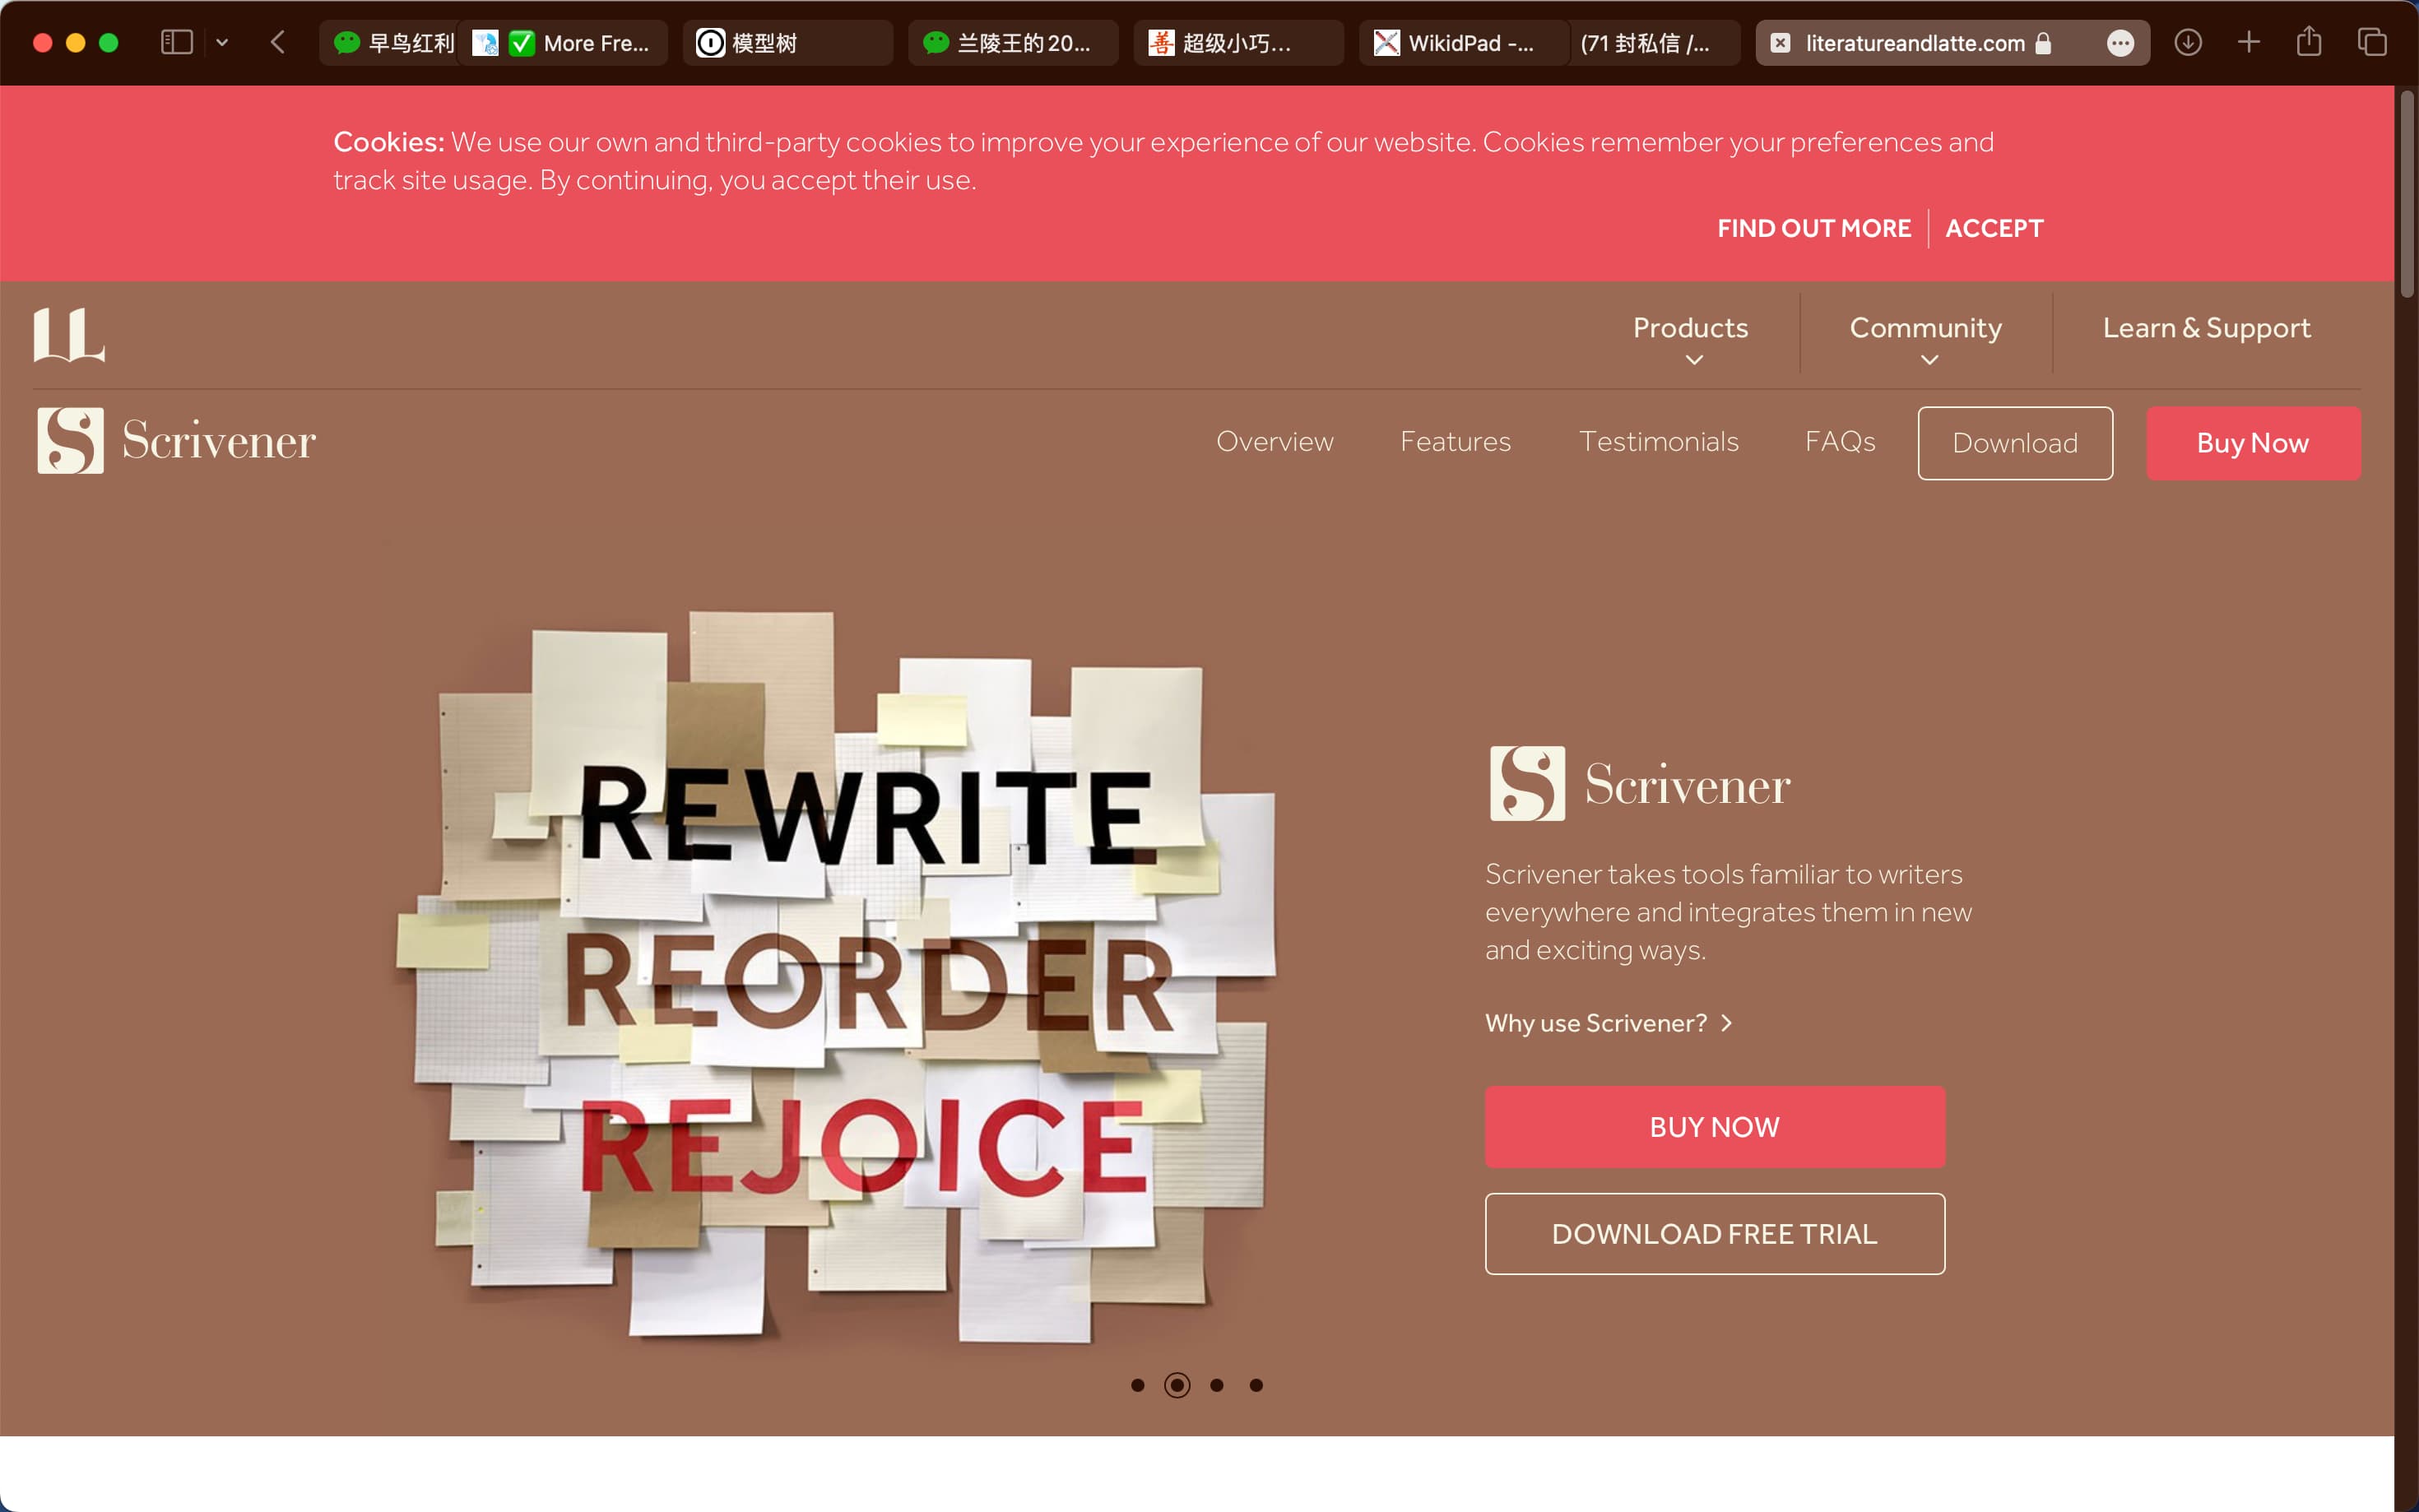 早鸟红利
✅ More Fre...
模型树
兰陵王的20...
善 超级小巧...
WikidPad -...
(71 封私信 /...
literatureandlatte.com
Cookies: We use our own and third-party cookies to improve your experience of our website. Cookies remember your preferences and
track site usage. By continuing, you accept their use.
FIND OUT MORE
ACCEPT
LL
Products
Community
Learn & Support
S Scrivener
Overview
Features
Testimonials
FAQs
Download
Buy Now
REWRITE
REORDER
REJOICE
S Scrivener
Scrivener takes tools familiar to writers
everywhere and integrates them in new
and exciting ways.
Why use Scrivener?
BUY NOW
DOWNLOAD FREE TRIAL